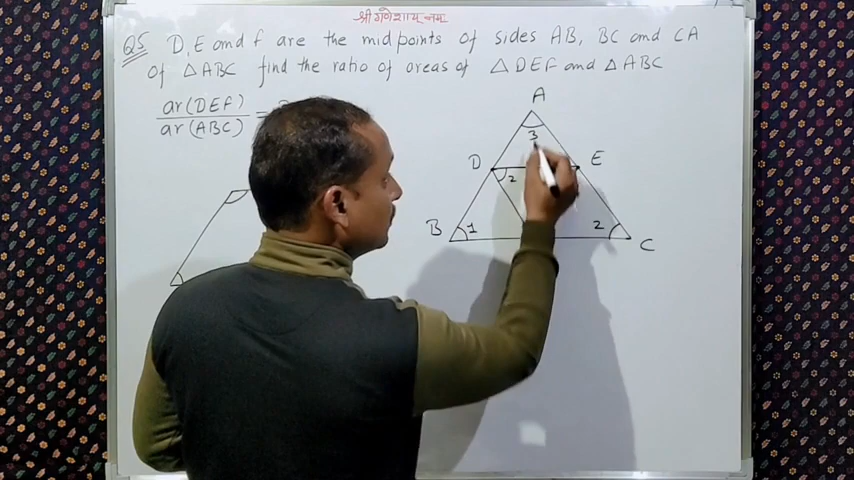 श्री गणेशाय नमः
Q5 D, E and f are the midpoints of sides AB, BC and CA
of △ABC find the ratio of areas of △DEF and △ABC
ar(DEf)
ar(ABC) =
A
3
D E
2
B 1 2 C